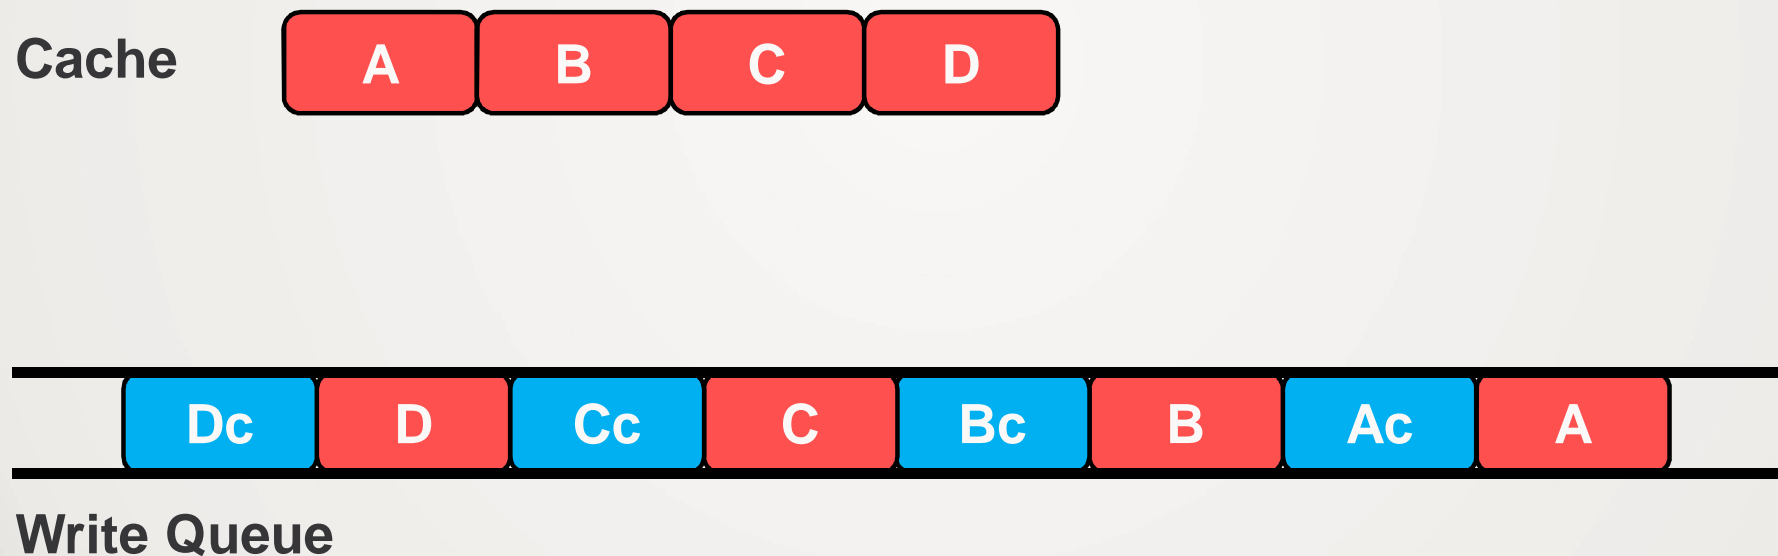 Cache A B C D
Dc D Cc C Bc B Ac A
Write Queue